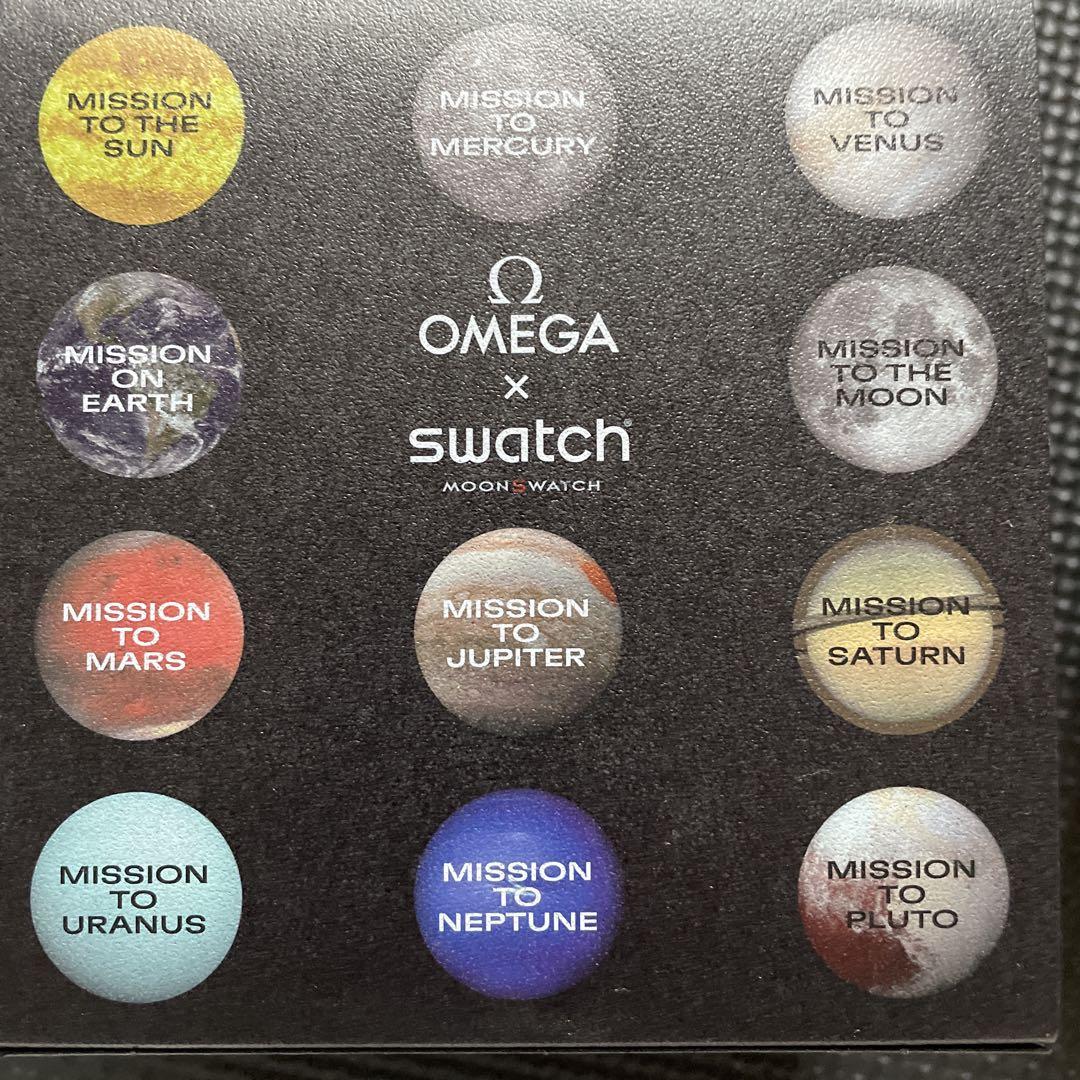 MISSION
TO THE
SUN
MISSION
TO
MERCURY
MISSION
TO
VENUS
MISSION
ON
EARTH
Ω
OMEGA
×
swatch®
MOONSWATCH
MISSION
TO THE
MOON
MISSION
TO
MARS
MISSION
TO
JUPITER
MISSION
TO
SATURN
MISSION
TO
URANUS
MISSION
TO
NEPTUNE
MISSION
TO
PLUTO